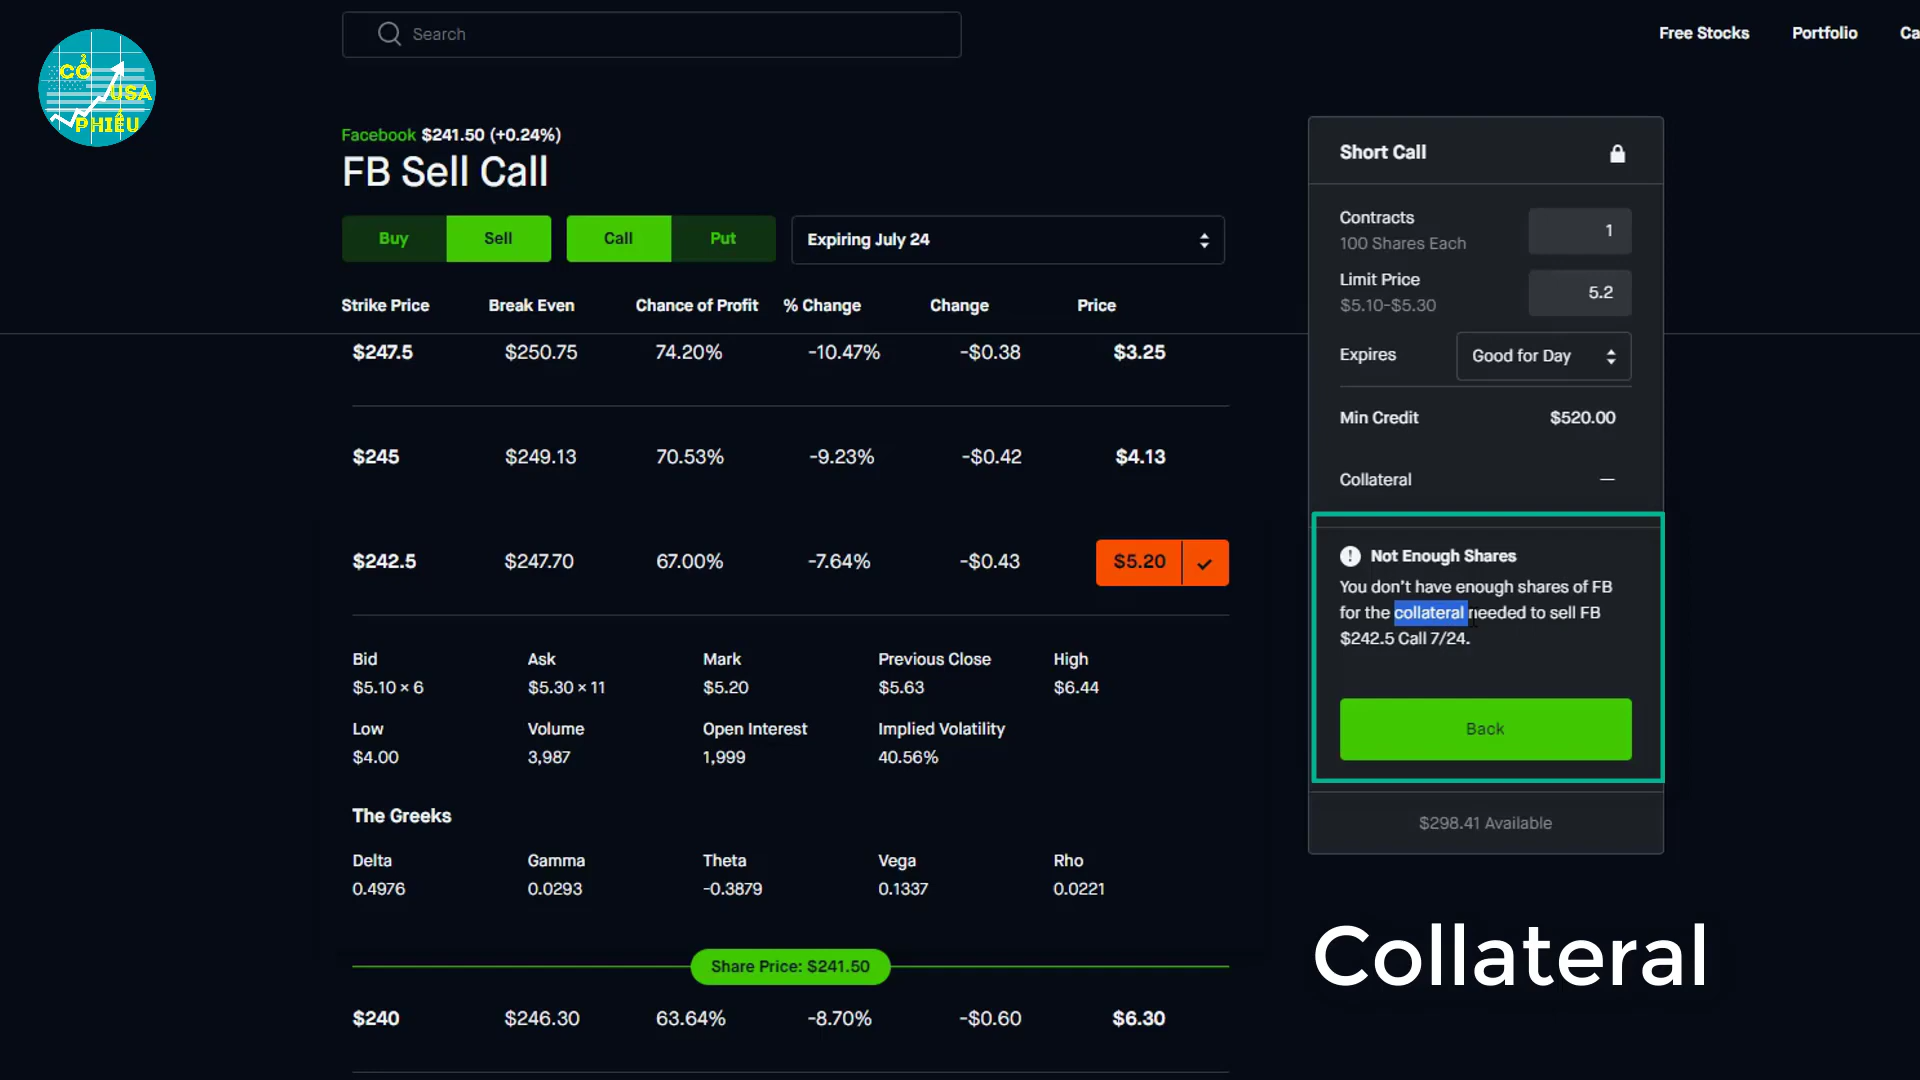 CỔ
USA
PHIẾU
Search
Free Stocks Portfolio Ca
Facebook $241.50 (+0.24%)
FB Sell Call
Buy Sell Call Put Expiring July 24
Strike Price Break Even Chance of Profit % Change Change Price
$247.5 $250.75 74.20% -10.47% -$0.38 $3.25
$245 $249.13 70.53% -9.23% -$0.42 $4.13
$242.5 $247.70 67.00% -7.64% -$0.43 $5.20
Bid Ask Mark Previous Close High
$5.10 × 6 $5.30 × 11 $5.20 $5.63 $6.44
Low Volume Open Interest Implied Volatility
$4.00 3,987 1,999 40.56%
The Greeks
Delta Gamma Theta Vega Rho
0.4976 0.0293 -0.3879 0.1337 0.0221
Share Price: $241.50
$240 $246.30 63.64% -8.70% -$0.60 $6.30
Short Call
Contracts 1
100 Shares Each
Limit Price 5.2
$5.10-$5.30
Expires Good for Day
Min Credit $520.00
Collateral —
Not Enough Shares
You don't have enough shares of FB
for the collateral needed to sell FB
$242.5 Call 7/24.
Back
$298.41 Available
Collateral